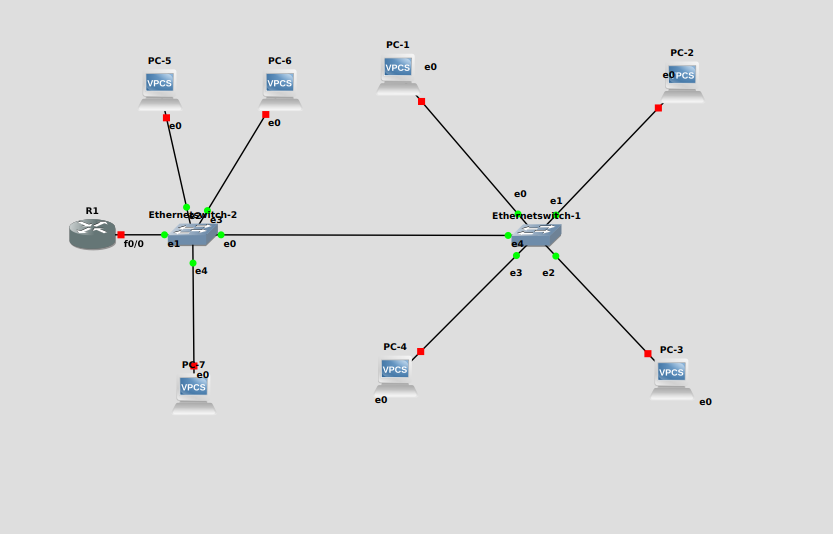 PC-1
PC-2
PC-5
PC-6
VPCS
e0
VPCS
VPCS
e0
PCS
e0
e0
e0
e1
R1
Ethernetswitch-2
e3
Ethernetswitch-1
f0/0
e1
e0
e4
e4
e3
e2
PC-4
PC-3
PC-7
e0
VPCS
VPCS
VPCS
e0
e0